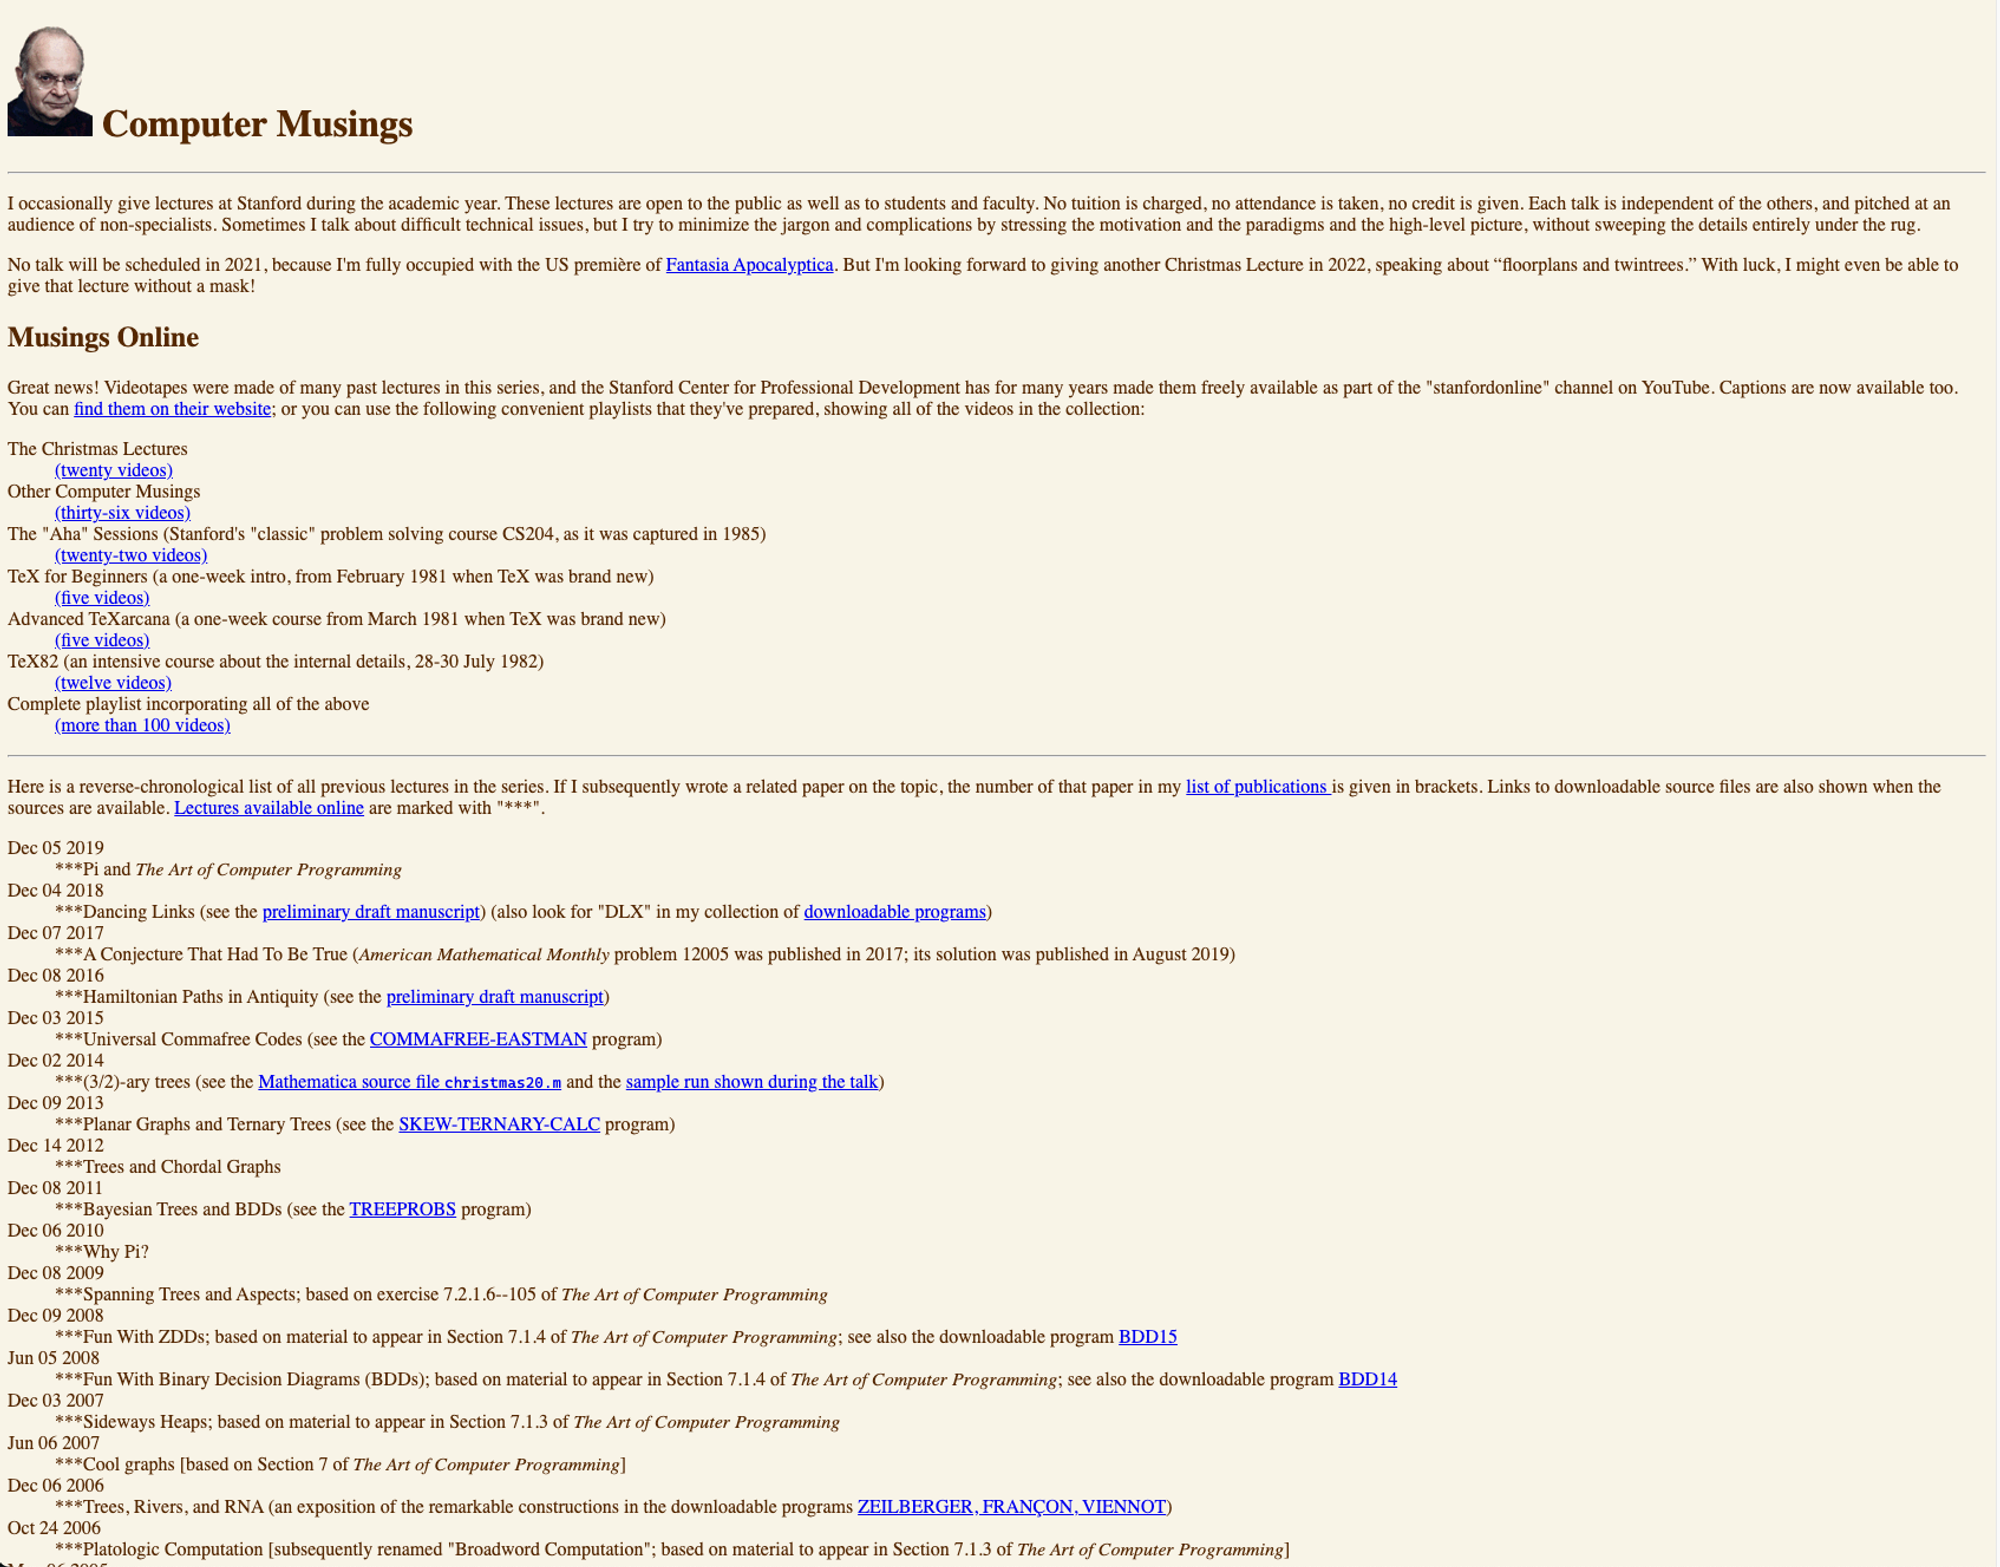 Computer Musings
I occasionally give lectures at Stanford during the academic year. These lectures are open to the public as well as to students and faculty. No tuition is charged, no attendance is taken, no credit is given. Each talk is independent of the others, and pitched at an
audience of non-specialists. Sometimes I talk about difficult technical issues, but I try to minimize the jargon and complications by stressing the motivation and the paradigms and the high-level picture, without sweeping the details entirely under the rug.
No talk will be scheduled in 2021, because I'm fully occupied with the US première of Fantasia Apocalyptica. But I'm looking forward to giving another Christmas Lecture in 2022, speaking about “floorplans and twintrees.” With luck, I might even be able to
give that lecture without a mask!
Musings Online
Great news! Videotapes were made of many past lectures in this series, and the Stanford Center for Professional Development has for many years made them freely available as part of the "stanfordonline" channel on YouTube. Captions are now available too.
You can find them on their website; or you can use the following convenient playlists that they've prepared, showing all of the videos in the collection:
The Christmas Lectures
(twenty videos)
Other Computer Musings
(thirty-six videos)
The "Aha" Sessions (Stanford's "classic" problem solving course CS204, as it was captured in 1985)
(twenty-two videos)
TeX for Beginners (a one-week intro, from February 1981 when TeX was brand new)
(five videos)
Advanced TeXarcana (a one-week course from March 1981 when TeX was brand new)
(five videos)
TeX82 (an intensive course about the internal details, 28-30 July 1982)
(twelve videos)
Complete playlist incorporating all of the above
(more than 100 videos)
Here is a reverse-chronological list of all previous lectures in the series. If I subsequently wrote a related paper on the topic, the number of that paper in my list of publications is given in brackets. Links to downloadable source files are also shown when the
sources are available. Lectures available online are marked with "***".
Dec 05 2019
***Pi and The Art of Computer Programming
Dec 04 2018
***Dancing Links (see the preliminary draft manuscript) (also look for "DLX" in my collection of downloadable programs)
Dec 07 2017
***A Conjecture That Had To Be True (American Mathematical Monthly problem 12005 was published in 2017; its solution was published in August 2019)
Dec 08 2016
***Hamiltonian Paths in Antiquity (see the preliminary draft manuscript)
Dec 03 2015
***Universal Commafree Codes (see the COMMAFREE-EASTMAN program)
Dec 02 2014
***(3/2)-ary trees (see the Mathematica source file christmas20.m and the sample run shown during the talk)
Dec 09 2013
***Planar Graphs and Ternary Trees (see the SKEW-TERNARY-CALC program)
Dec 14 2012
***Trees and Chordal Graphs
Dec 08 2011
***Bayesian Trees and BDDs (see the TREEPROBS program)
Dec 06 2010
***Why Pi?
Dec 08 2009
***Spanning Trees and Aspects; based on exercise 7.2.1.6--105 of The Art of Computer Programming
Dec 09 2008
***Fun With ZDDs; based on material to appear in Section 7.1.4 of The Art of Computer Programming; see also the downloadable program BDD15
Jun 05 2008
***Fun With Binary Decision Diagrams (BDDs); based on material to appear in Section 7.1.4 of The Art of Computer Programming; see also the downloadable program BDD14
Dec 03 2007
***Sideways Heaps; based on material to appear in Section 7.1.3 of The Art of Computer Programming
Jun 06 2007
***Cool graphs [based on Section 7 of The Art of Computer Programming]
Dec 06 2006
***Trees, Rivers, and RNA (an exposition of the remarkable constructions in the downloadable programs ZEILBERGER, FRANÇON, VIENNOT)
Oct 24 2006
***Platologic Computation [subsequently renamed "Broadword Computation"; based on material to appear in Section 7.1.3 of The Art of Computer Programming]